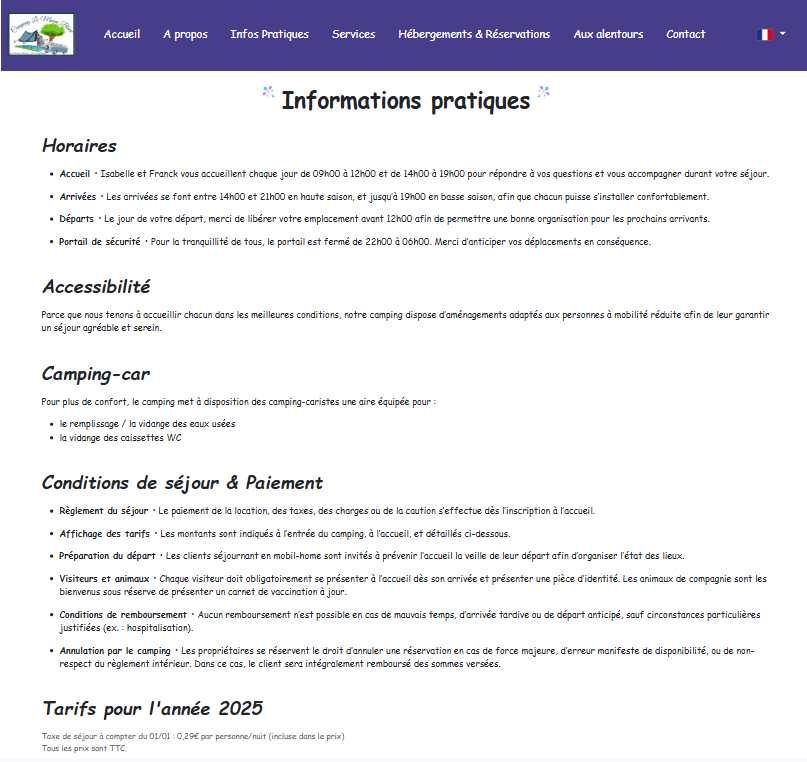 Camping Le
Accueil
A propos
Infos Pratiques
Services
Hébergements & Réservations
Aux alentours
Contact
Informations pratiques
Horaires
• Accueil • Isabelle et Franck vous accueillent chaque jour de 09h00 à 12h00 et de 14h00 à 19h00 pour répondre à vos questions et vous accompagner durant votre séjour.
• Arrivées • Les arrivées se font entre 14h00 et 21h00 en haute saison, et jusqu'à 19h00 en basse saison, afin que chacun puisse s'installer confortablement.
• Départs • Le jour de votre départ, merci de libérer votre emplacement avant 12h00 afin de permettre une bonne organisation pour les prochains arrivants.
• Portail de sécurité • Pour la tranquillité de tous, le portail est fermé de 22h00 à 06h00. Merci d'anticiper vos déplacements en conséquence.
Accessibilité
Parce que nous tenons à accueillir chacun dans les meilleures conditions, notre camping dispose d'aménagements adaptés aux personnes à mobilité réduite afin de leur garantir
un séjour agréable et serein.
Camping-car
Pour plus de confort, le camping met à disposition des camping-caristes une aire équipée pour :
• le remplissage / la vidange des eaux usées
• la vidange des caissettes WC
Conditions de séjour & Paiement
• Règlement du séjour • Le paiement de la location, des taxes, des charges ou de la caution s'effectue dès l'inscription à l'accueil.
• Affichage des tarifs • Les montants sont indiqués à l'entrée du camping, à l'accueil, et détaillés ci-dessous.
• Préparation du départ • Les clients séjournant en mobil-home sont invités à prévenir l'accueil la veille de leur départ afin d'organiser l'état des lieux.
• Visiteurs et animaux • Chaque visiteur doit obligatoirement se présenter à l'accueil dès son arrivée et présenter une pièce d'identité. Les animaux de compagnie sont les
bienvenus sous réserve de présenter un carnet de vaccination à jour.
• Conditions de remboursement • Aucun remboursement n'est possible en cas de mauvais temps, d'arrivée tardive ou de départ anticipé, sauf circonstances particulières
justifiées (ex. : hospitalisation).
• Annulation par le camping • Les propriétaires se réservent le droit d'annuler une réservation en cas de force majeure, d'erreur manifeste de disponibilité, ou de non-
respect du règlement intérieur. Dans ce cas, le client sera intégralement remboursé des sommes versées.
Tarifs pour l'année 2025
Taxe de séjour à compter du 01/01 : 0,29€ par personne/nuit (incluse dans le prix)
Tous les prix sont TTC.